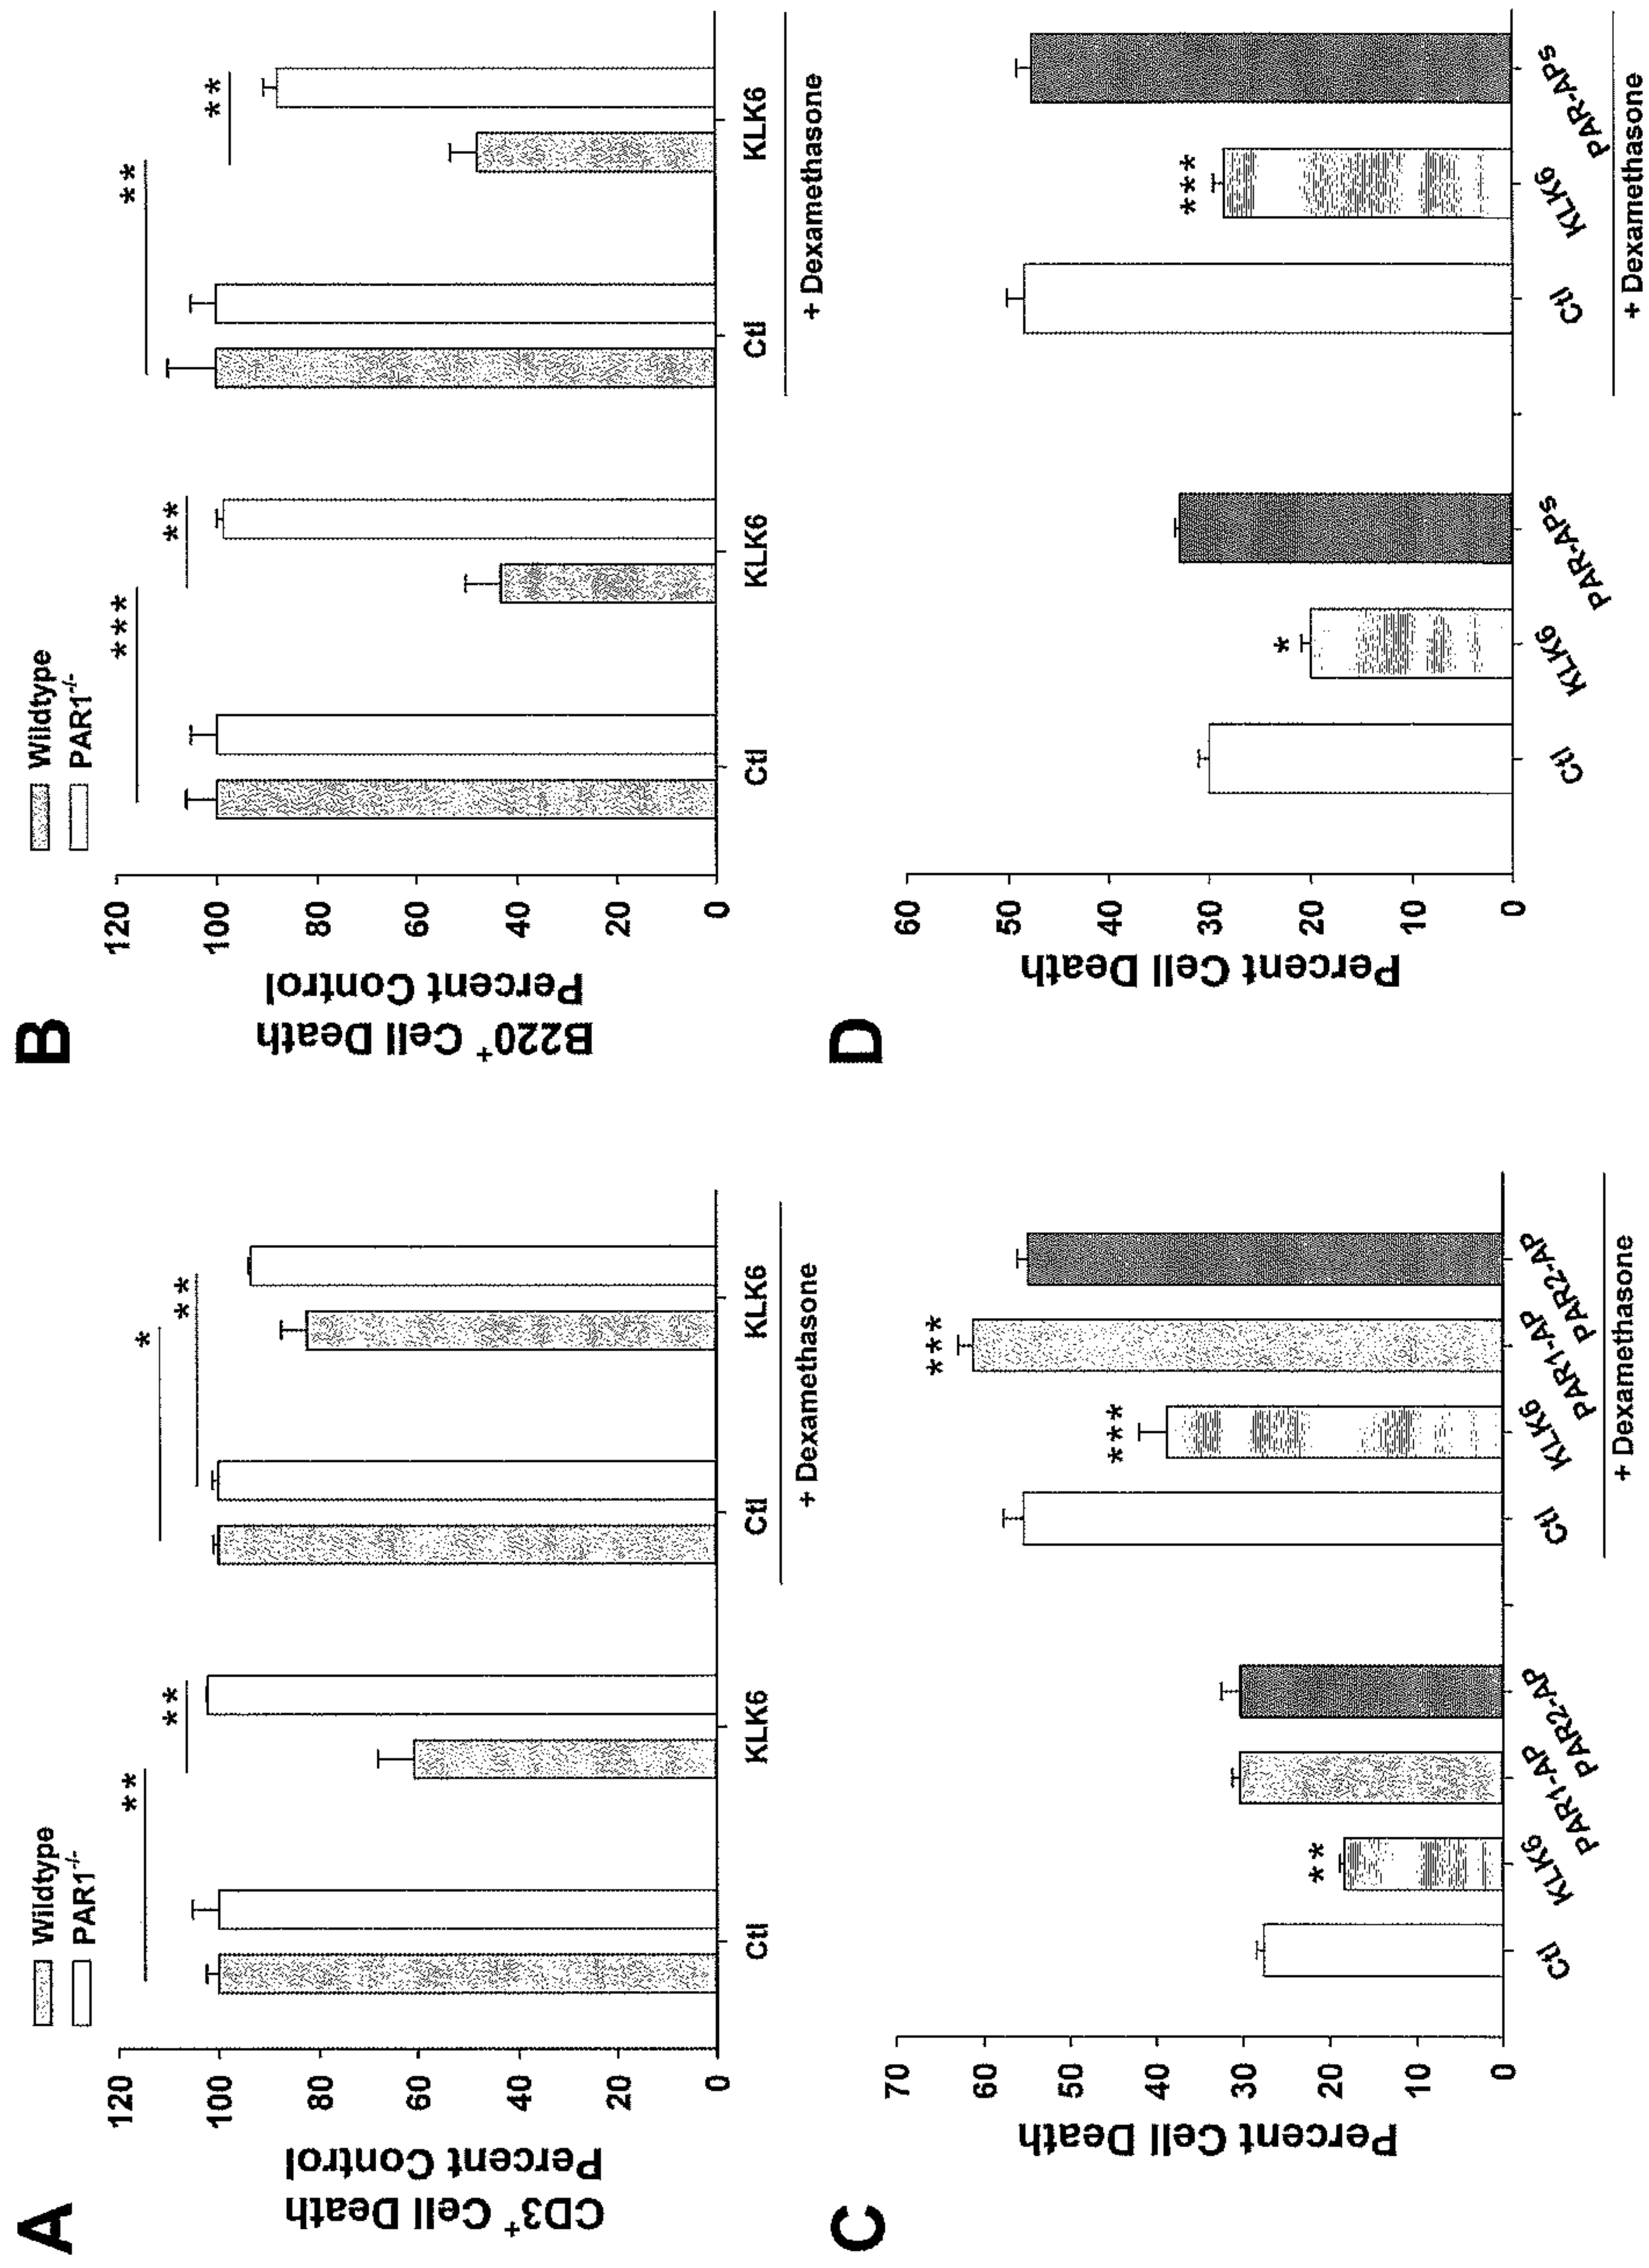 A
Wildtype
PAR1-/-
CD3+ Cell Death
Percent Control
120
100
80
60
40
20
0
**
**
*
**
Ctl
KLK6
Ctl
KLK6
+ Dexamethasone
B
Wildtype
PAR1-/-
B220+ Cell Death
Percent Control
120
100
80
60
40
20
0
***
**
**
**
Ctl
KLK6
Ctl
KLK6
+ Dexamethasone
C
Percent Cell Death
70
60
50
40
30
20
10
0
**
***
***
Ctl
KLK6
PAR1-AP
PAR2-AP
Ctl
KLK6
PAR1-AP
PAR2-AP
+ Dexamethasone
D
Percent Cell Death
60
50
40
30
20
10
0
*
***
Ctl
KLK6
PAR-APs
Ctl
KLK6
PAR-APs
+ Dexamethasone